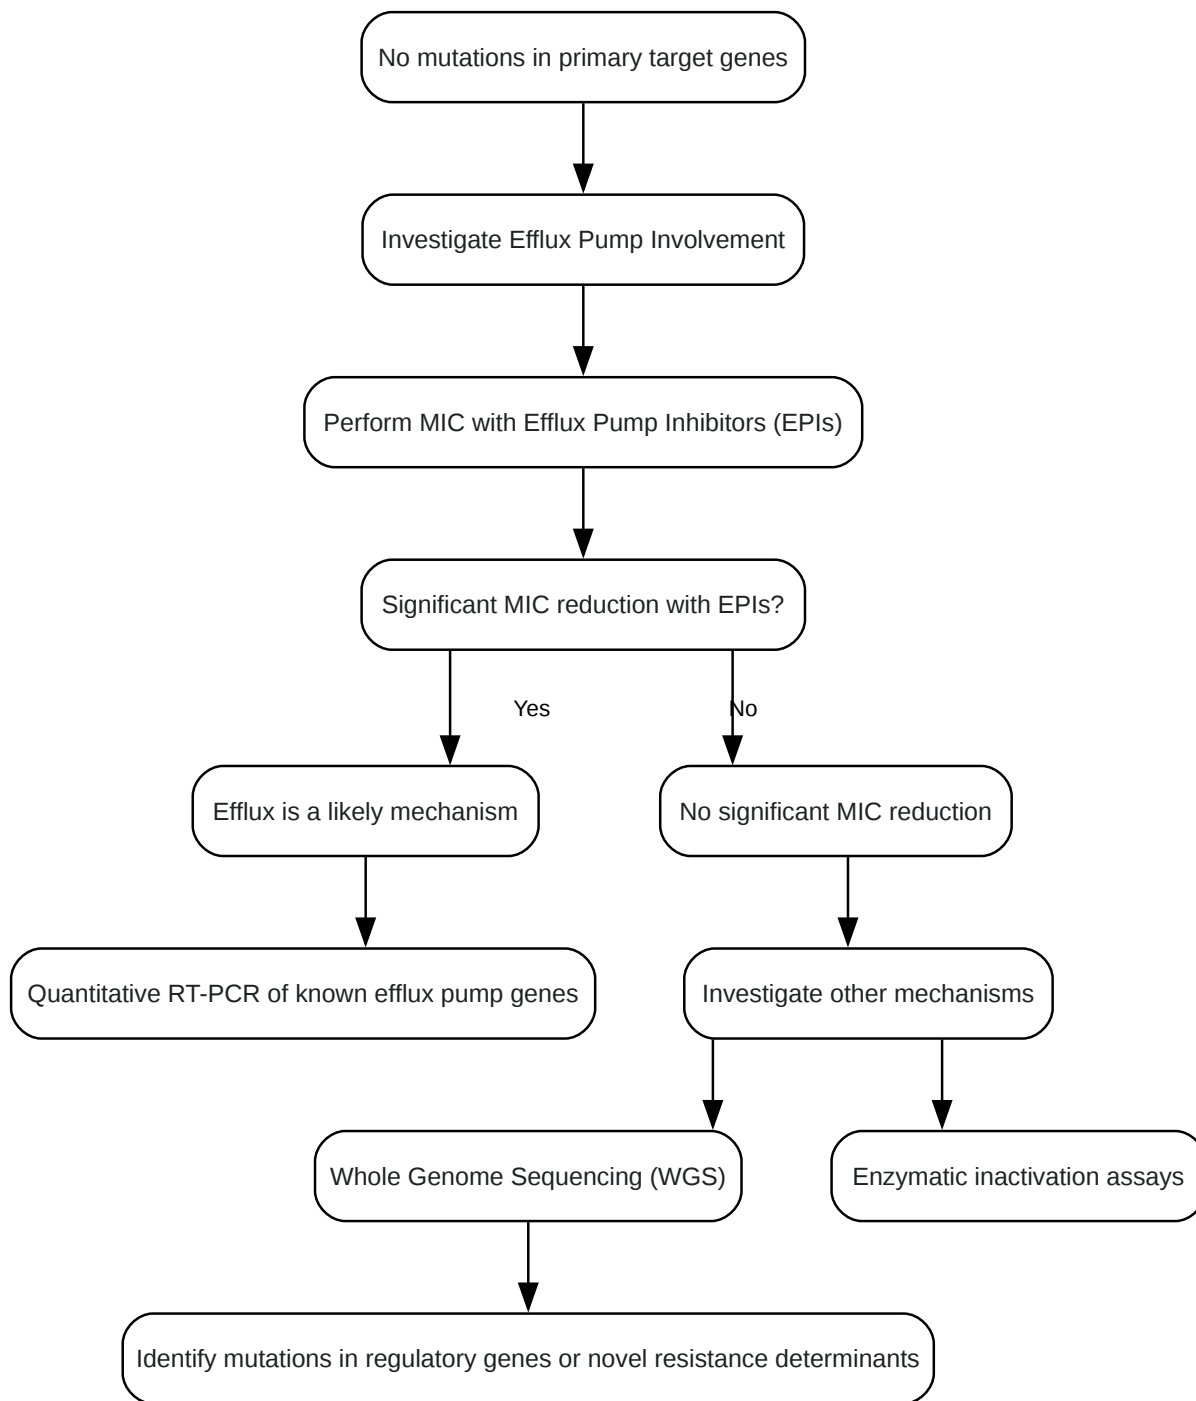 No mutations in primary target genes
Investigate Efflux Pump Involvement
Perform MIC with Efflux Pump Inhibitors (EPIs)
Significant MIC reduction with EPIs?
Yes
No
Efflux is a likely mechanism
No significant MIC reduction
Quantitative RT-PCR of known efflux pump genes
Investigate other mechanisms
Whole Genome Sequencing (WGS)
Enzymatic inactivation assays
Identify mutations in regulatory genes or novel resistance determinants